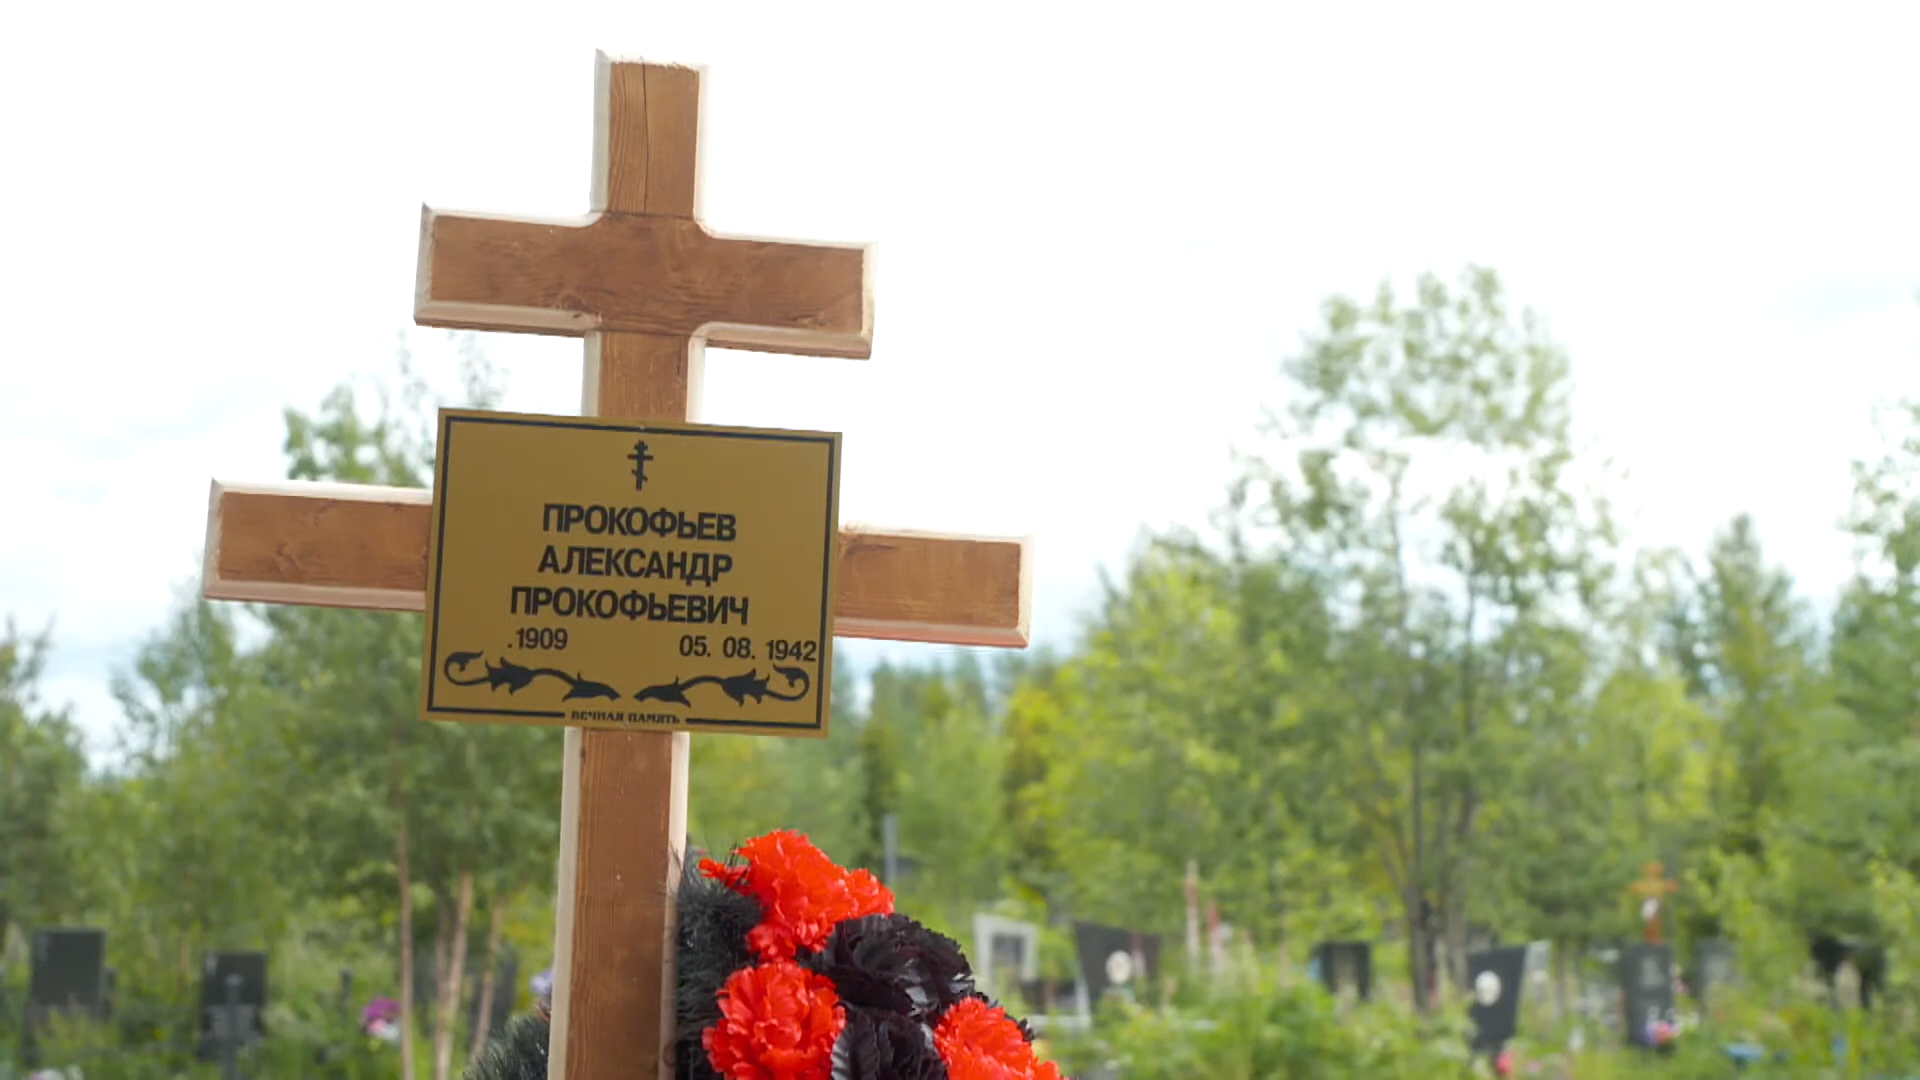 ПРОКОФЬЕВ
АЛЕКСАНДР
ПРОКОФЬЕВИЧ
.1909 05. 08. 1942
ВЕЧНАЯ ПАМЯТЬ